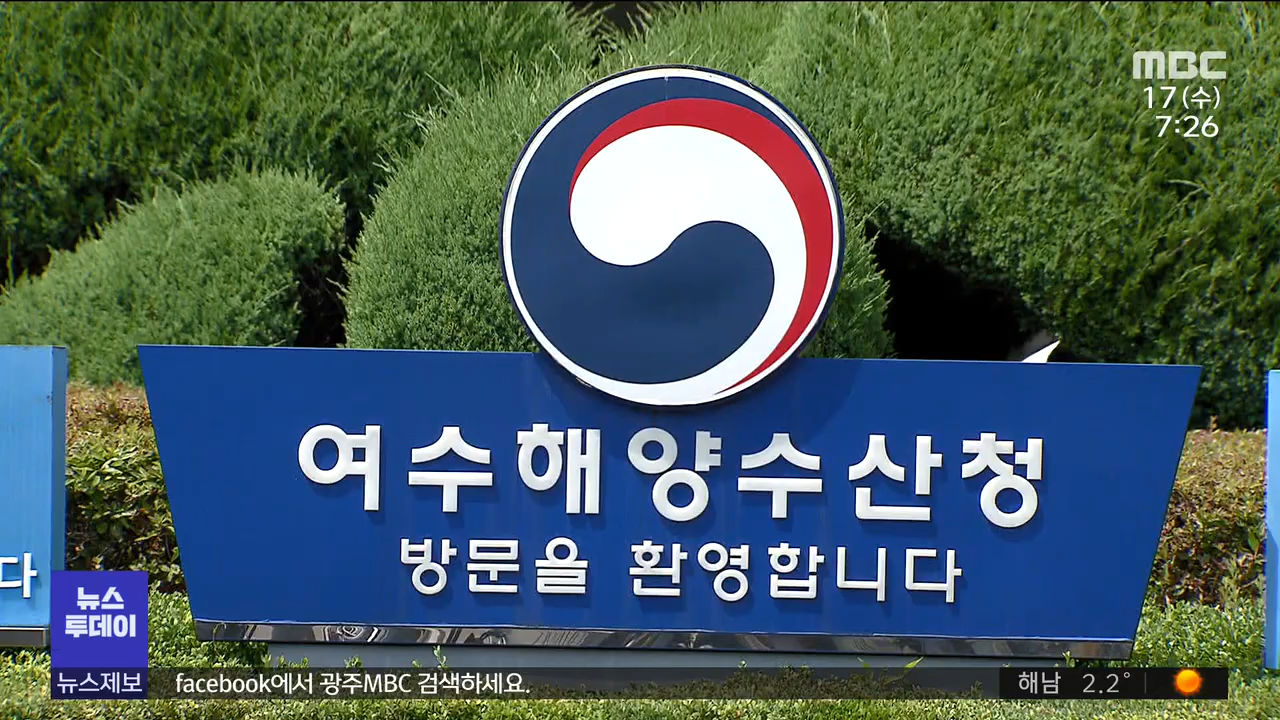 MBC
17(수)
7:26
여수해양수산청
방문을 환영합니다
다
뉴스
투데이
뉴스제보 facebook에서 광주MBC 검색하세요.
해남 2.2°